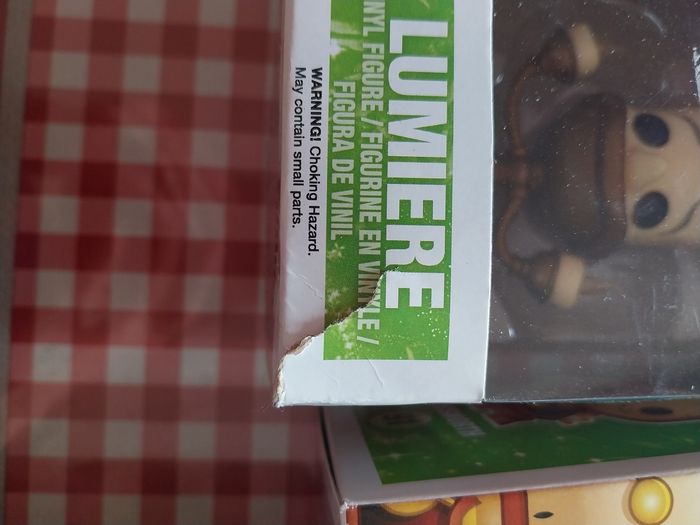 LUMIERE
NYL FIGURE / FIGURINE EN VINYLE /
FIGURA DE VINIL
WARNING! Choking Hazard.
May contain small parts.